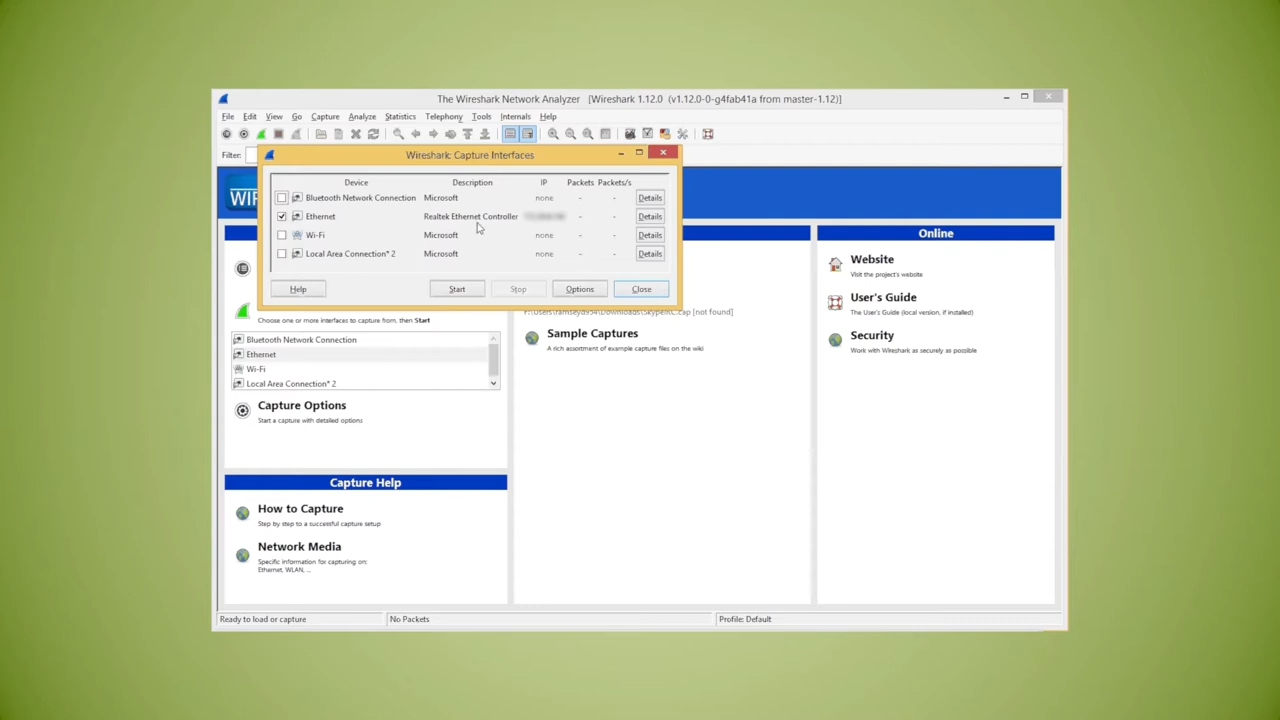 The Wireshark Network Analyzer [Wireshark 1.12.0 (v1.12.0-0-g4fab41a from master-1.12)]
File Edit View Go Capture Analyze Statistics Telephony Tools Internals Help
Filter:
Wireshark: Capture Interfaces
Device Description IP Packets Packets/s
Bluetooth Network Connection Microsoft none - - Details
Ethernet Realtek Ethernet Controller - - Details
Wi-Fi Microsoft none - - Details
Local Area Connection* 2 Microsoft none - - Details
Help Start Stop Options Close
WIR
Choose one or more interfaces to capture from, then Start
Bluetooth Network Connection
Ethernet
Wi-Fi
Local Area Connection* 2
Capture Options
Start a capture with detailed options
Capture Help
How to Capture
Step by step to a successful capture setup
Network Media
Specific information for capturing on:
Ethernet, WLAN, ...
[not found]
Sample Captures
A rich assortment of example capture files on the wiki
Online
Website
Visit the project's website
User's Guide
The User's Guide (local version, if installed)
Security
Work with Wireshark as securely as possible
Ready to load or capture No Packets Profile: Default